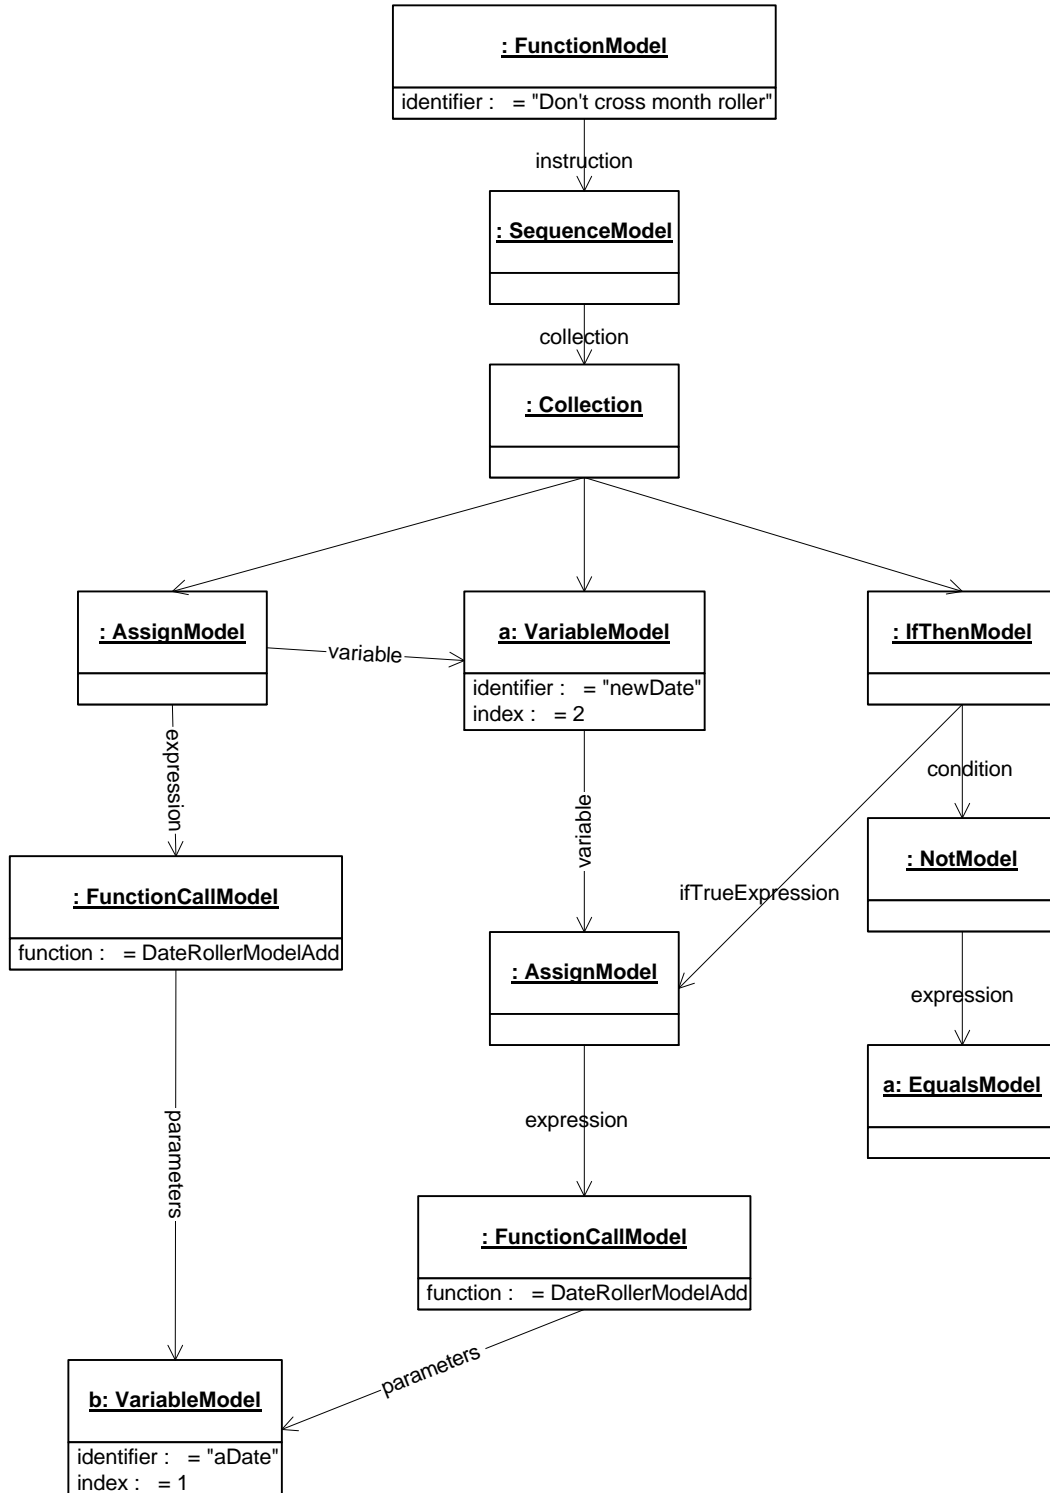 : FunctionModel
identifier :   = "Don't cross month roller"
instruction
: SequenceModel
collection
: Collection
: AssignModel
variable
a: VariableModel
identifier :   = "newDate"
index :   = 2
: IfThenModel
expression
variable
condition
: FunctionCallModel
function :   = DateRollerModelAdd
ifTrueExpression
: NotModel
: AssignModel
expression
a: EqualsModel
parameters
expression
: FunctionCallModel
function :   = DateRollerModelAdd
parameters
b: VariableModel
identifier :   = "aDate"
index :   = 1